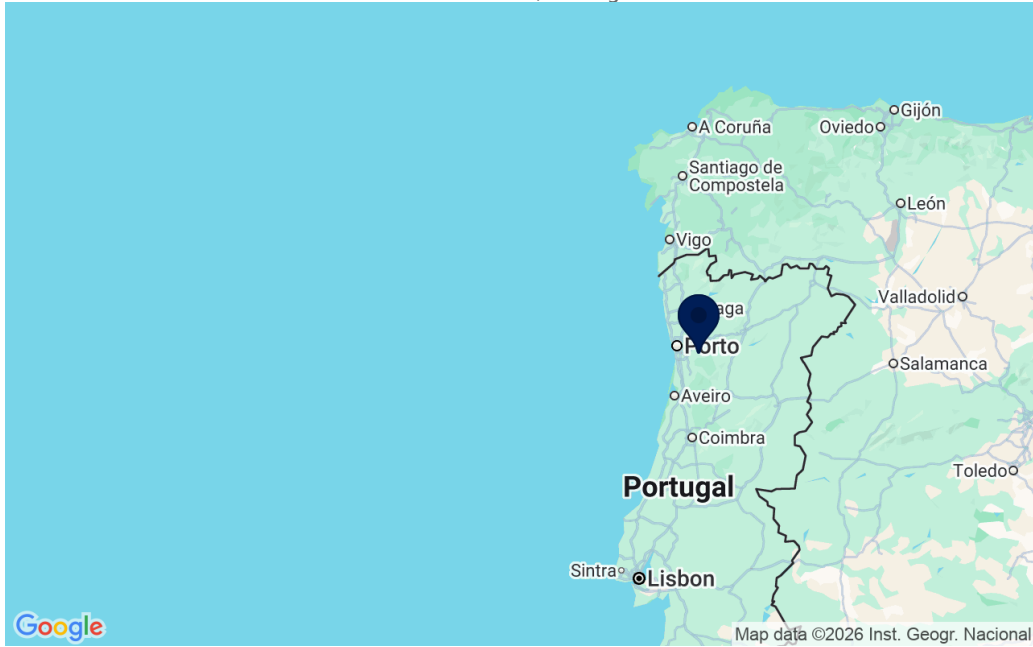 Gijón
A Coruña
Oviedo
Santiago de
Compostela
León
Vigo
Valladolid
aga
Porto
Salamanca
Aveiro
Coimbra
Toledo
Portugal
Sintra
Lisbon
Google
Map data ©2026 Inst. Geogr. Nacional